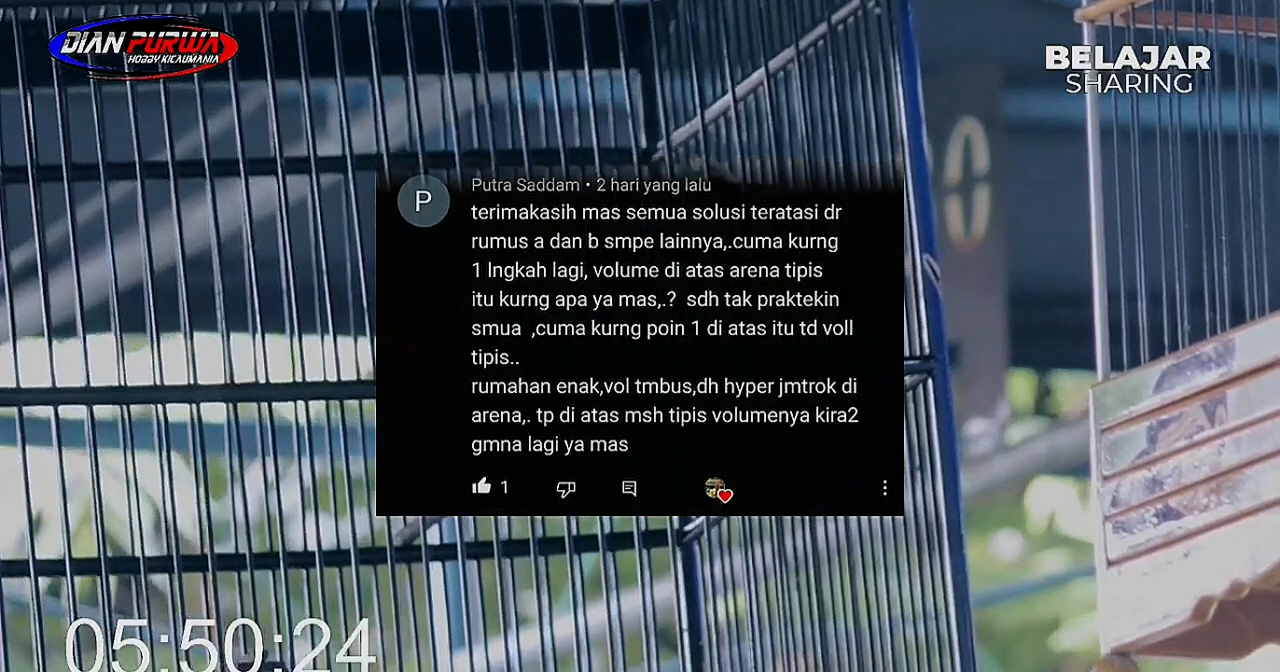 DIAN PURWA
HOBBY KICAUMANIA
BELAJAR
SHARING
P
Putra Saddam • 2 hari yang lalu
terimakasih mas semua solusi teratasi dr
rumus a dan b smpe lainnya,.cuma kurng
1 lngkah lagi, volume di atas arena tipis
itu kurng apa ya mas,.? sdh tak praktekin
smua ,cuma kurng poin 1 di atas itu td voll
tipis..
rumahan enak,vol tmbus,dh hyper jmtrok di
arena,. tp di atas msh tipis volumenya kira2
gmna lagi ya mas
1
05:50:24